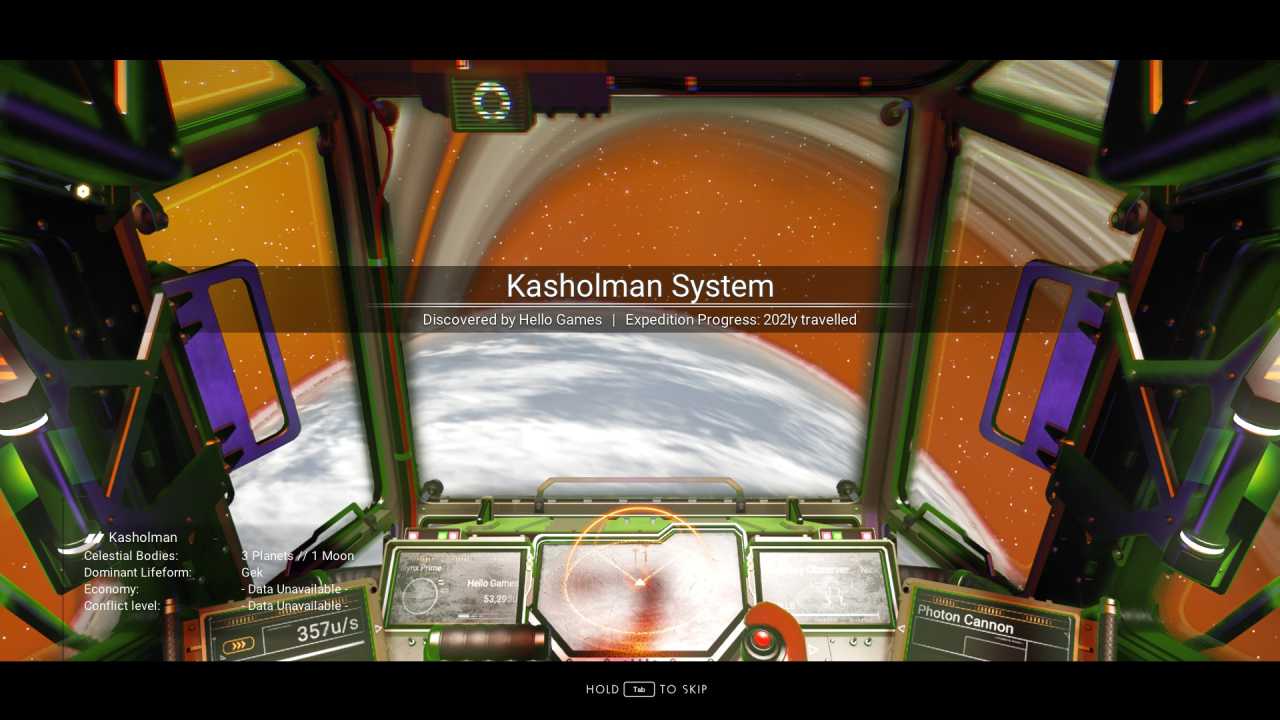 Kasholman System
Discovered by Hello Games | Expedition Progress: 202ly travelled
Kasholman
Celestial Bodies: 3 Planets // 1 Moon
Dominant Lifeform: Gek
Economy: - Data Unavailable -
Conflict level: - Data Unavailable -
Prime
Hello Games
357u/s
Photon Cannon
HOLD Tab TO SKIP